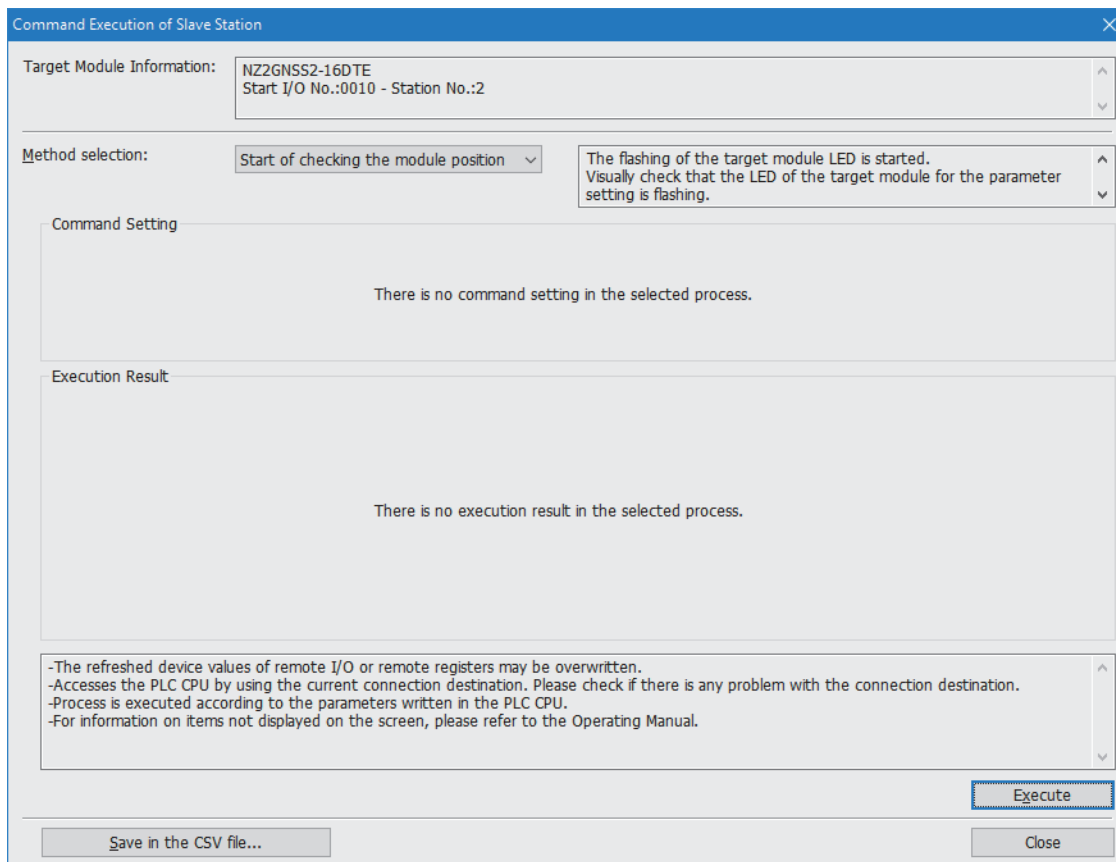 Command Execution of Slave Station
Target Module Information:
NZ2GNSS2-16DTE
Start I/O No.:0010 - Station No.:2
Method selection:
Start of checking the module position
The flashing of the target module LED is started.
Visually check that the LED of the target module for the parameter
setting is flashing.
Command Setting
There is no command setting in the selected process.
Execution Result
There is no execution result in the selected process.
-The refreshed device values of remote I/O or remote registers may be overwritten.
-Accesses the PLC CPU by using the current connection destination. Please check if there is any problem with the connection destination.
-Process is executed according to the parameters written in the PLC CPU.
-For information on items not displayed on the screen, please refer to the Operating Manual.
Execute
Save in the CSV file...
Close